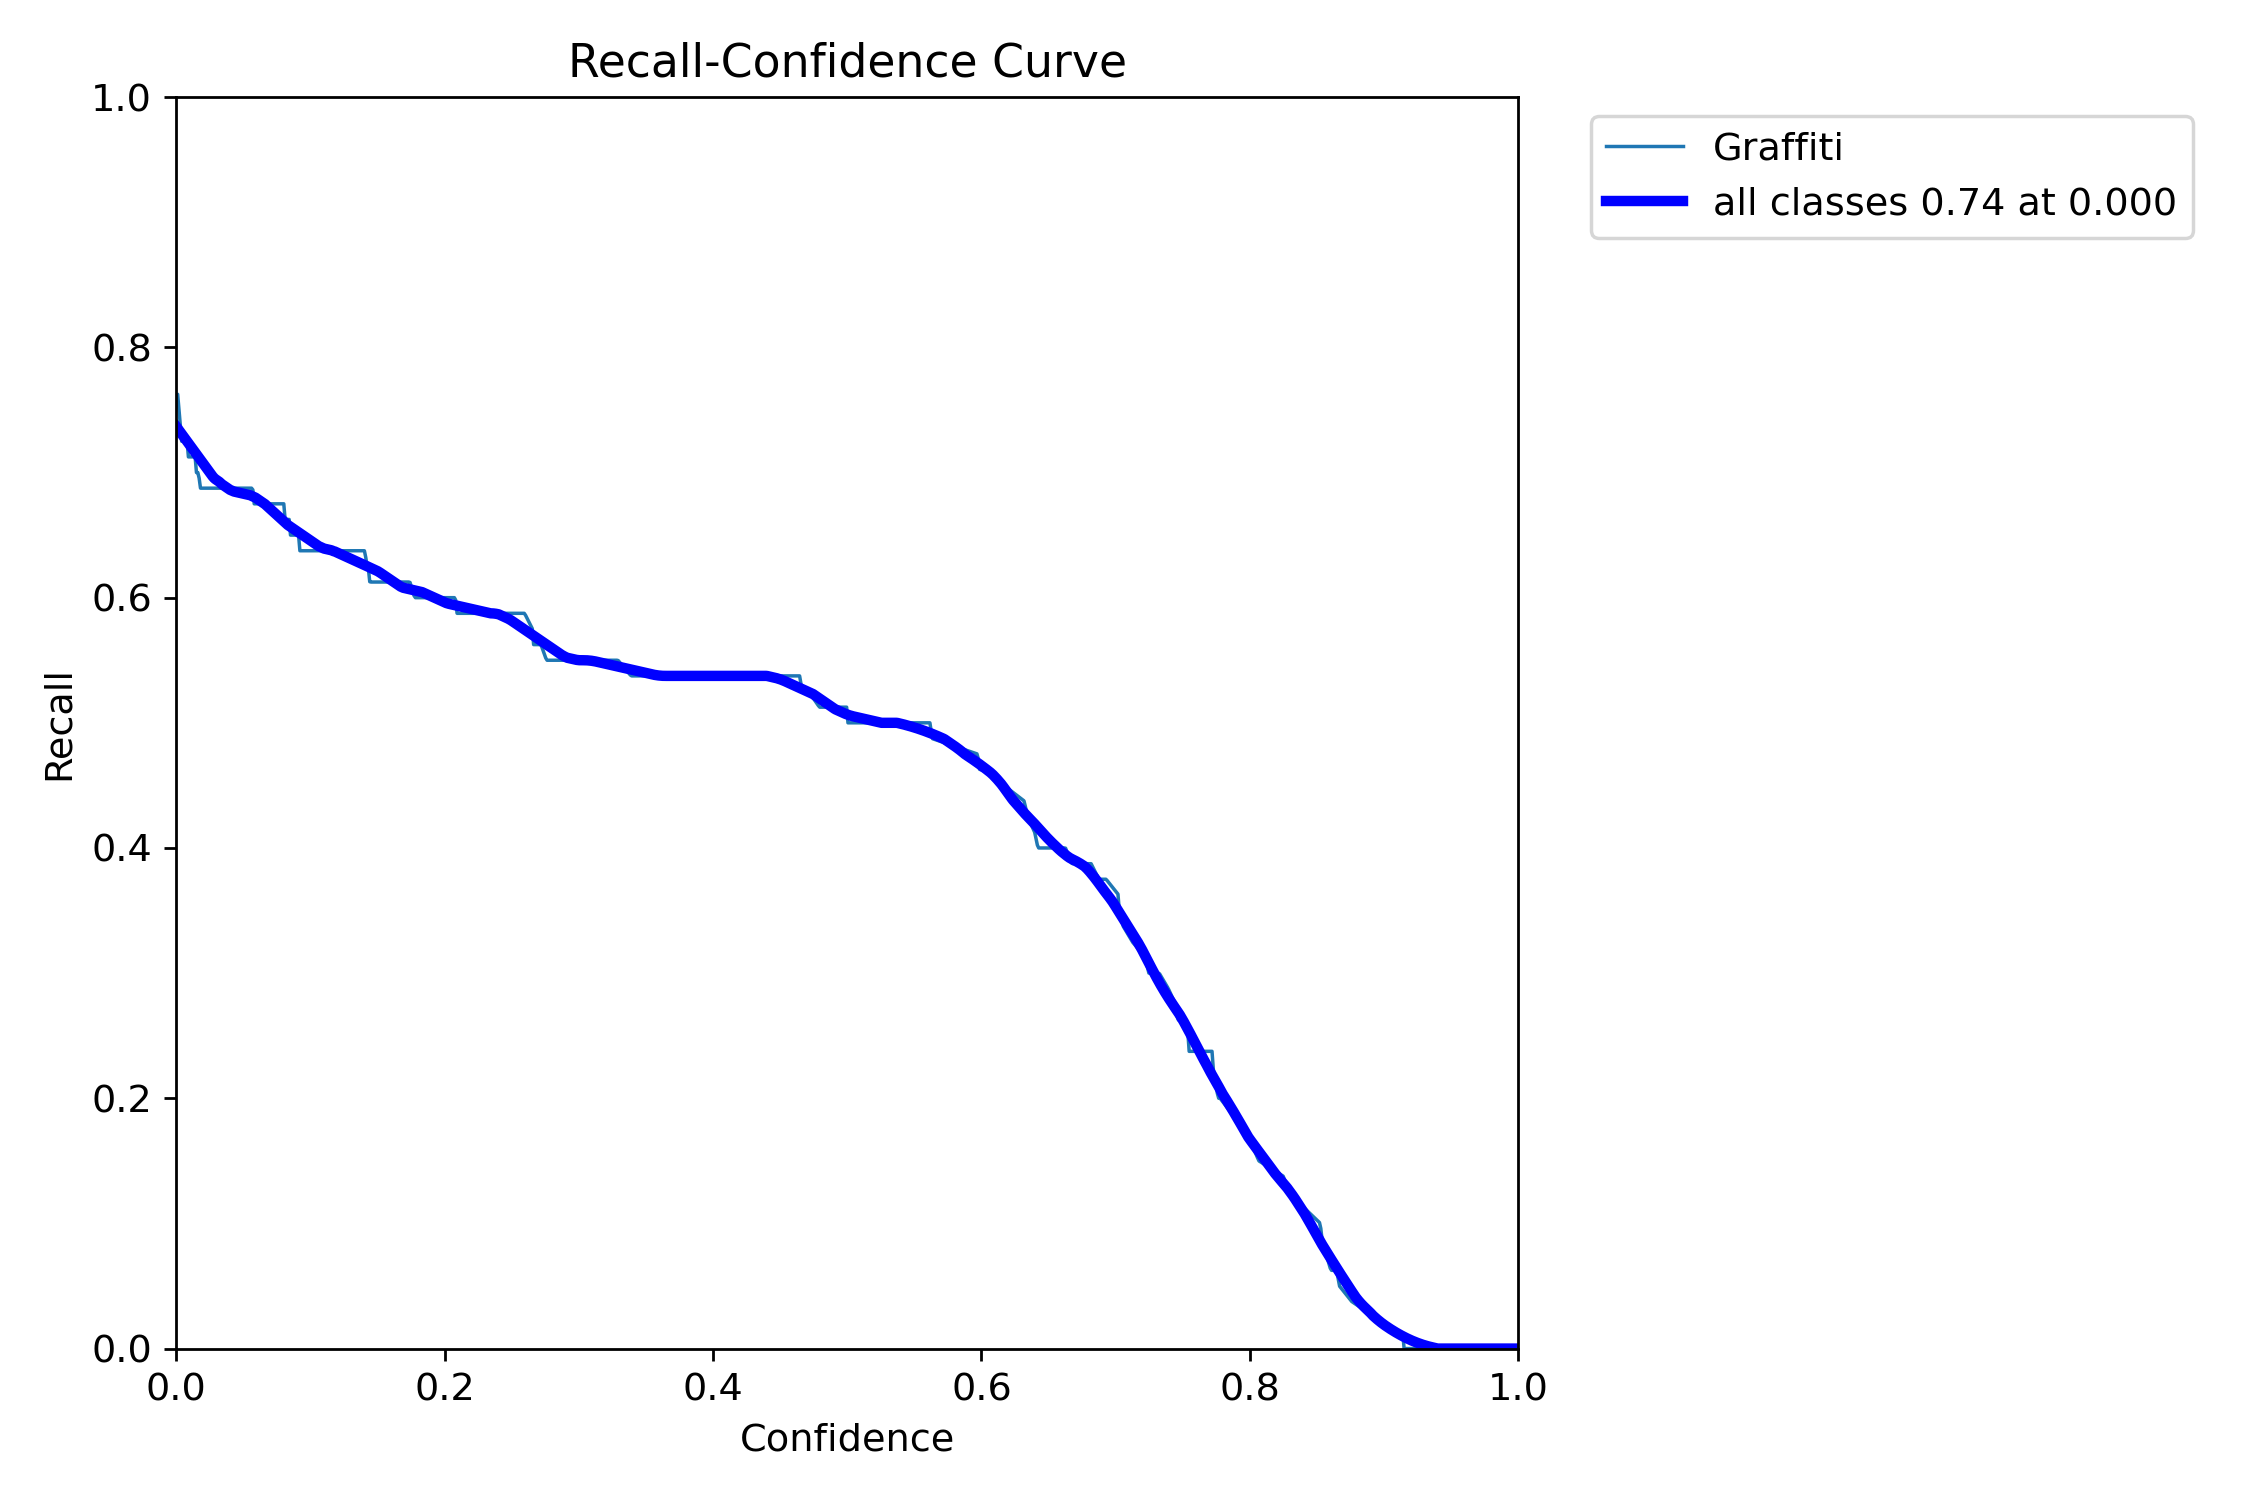 Recall-Confidence Curve
1.0
0.8
0.6
0.4
0.2
0.0
Recall
0.0 0.2 0.4 0.6 0.8 1.0
Confidence
Graffiti
all classes 0.74 at 0.000